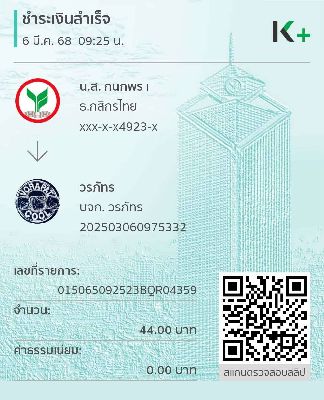 ชำระเงินสำเร็จ
6 มี.ค. 68 09:25 น.
K+
น.ส. กนกพร เ
ธ.กสิกรไทย
xxx-x-x4923-x
VORAPAT
COOL
วรภัทร
บจก. วรภัทร
202503060975332
เลขที่รายการ:
015065092523BQR04359
จำนวน:
44.00 บาท
ค่าธรรมเนียม:
0.00 บาท
สแกนตรวจสอบสลิป